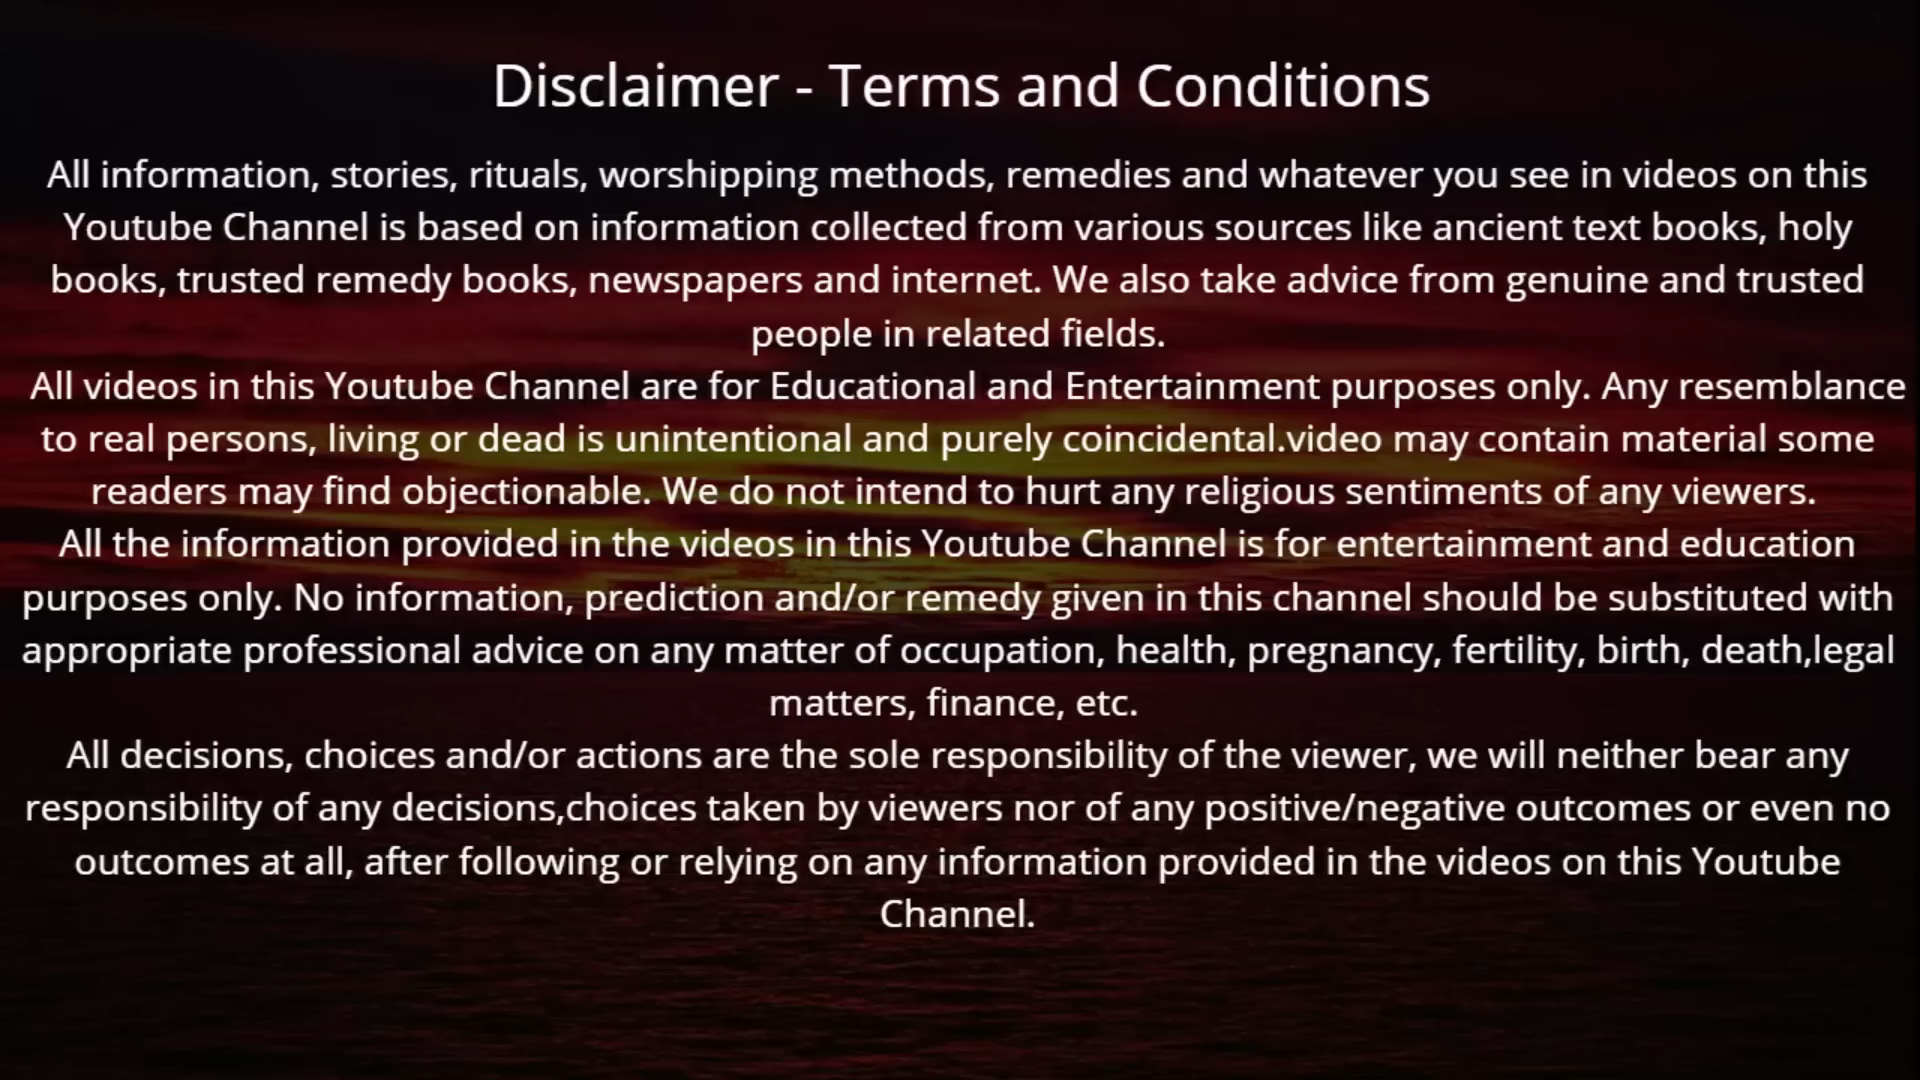 Disclaimer - Terms and Conditions
All information, stories, rituals, worshipping methods, remedies and whatever you see in videos on this
Youtube Channel is based on information collected from various sources like ancient text books, holy
books, trusted remedy books, newspapers and internet. We also take advice from genuine and trusted
people in related fields.
All videos in this Youtube Channel are for Educational and Entertainment purposes only. Any resemblance
to real persons, living or dead is unintentional and purely coincidental.video may contain material some
readers may find objectionable. We do not intend to hurt any religious sentiments of any viewers.
All the information provided in the videos in this Youtube Channel is for entertainment and education
purposes only. No information, prediction and/or remedy given in this channel should be substituted with
appropriate professional advice on any matter of occupation, health, pregnancy, fertility, birth, death,legal
matters, finance, etc.
All decisions, choices and/or actions are the sole responsibility of the viewer, we will neither bear any
responsibility of any decisions,choices taken by viewers nor of any positive/negative outcomes or even no
outcomes at all, after following or relying on any information provided in the videos on this Youtube
Channel.